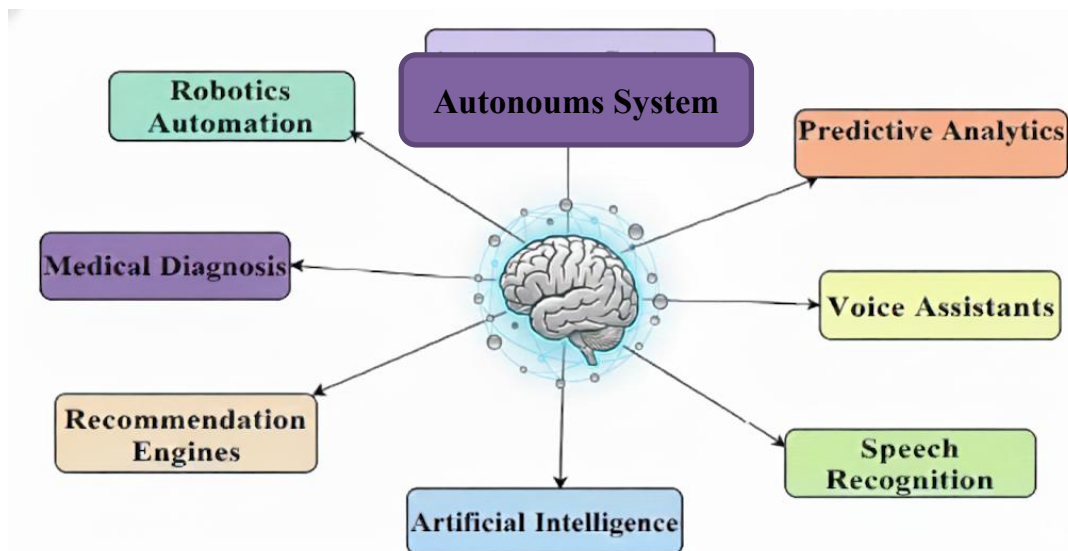 Autonoums System
Robotics
Automation
Predictive Analytics
Medical Diagnosis
Voice Assistants
Recommendation
Engines
Speech
Recognition
Artificial Intelligence